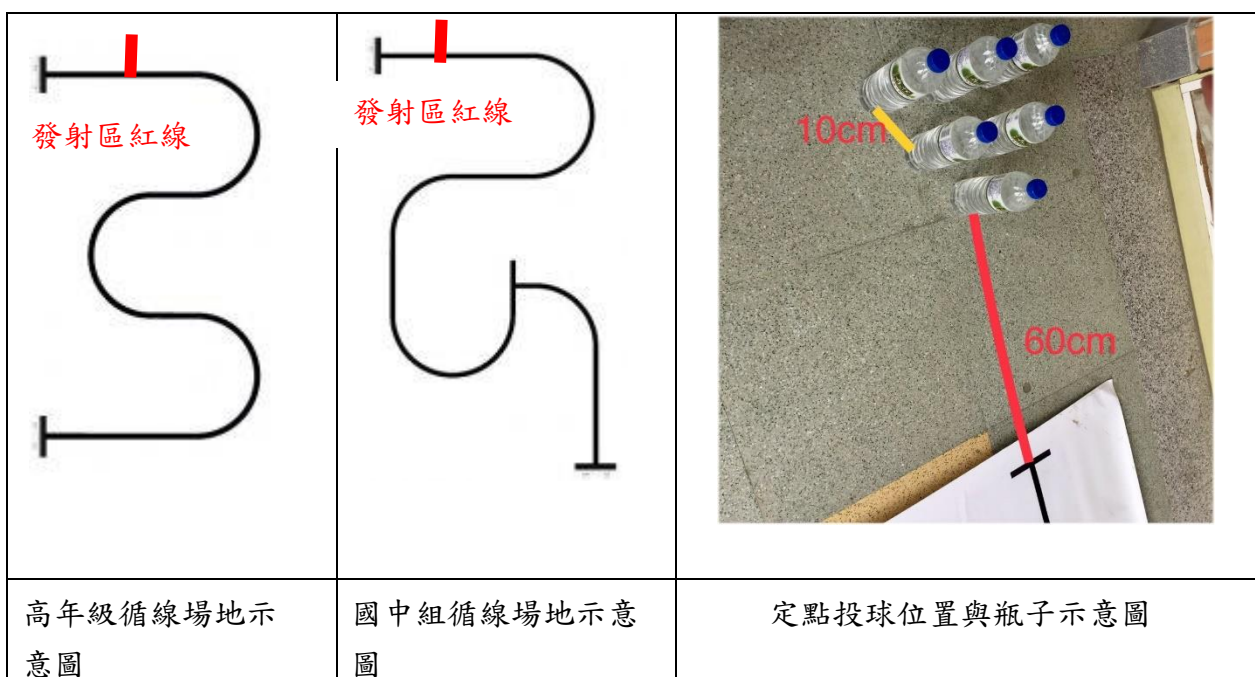 發射區紅線
發射區紅線
10cm
60cm
高年級循線場地示
意圖
國中組循線場地示意
圖
定點投球位置與瓶子示意圖